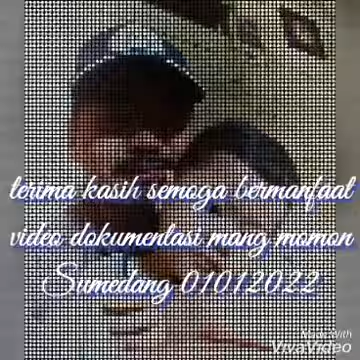 terima kasih semoga bermanfaat
video dokumentasi mang momon
Sumedang 01012022
Made With
VivaVideo